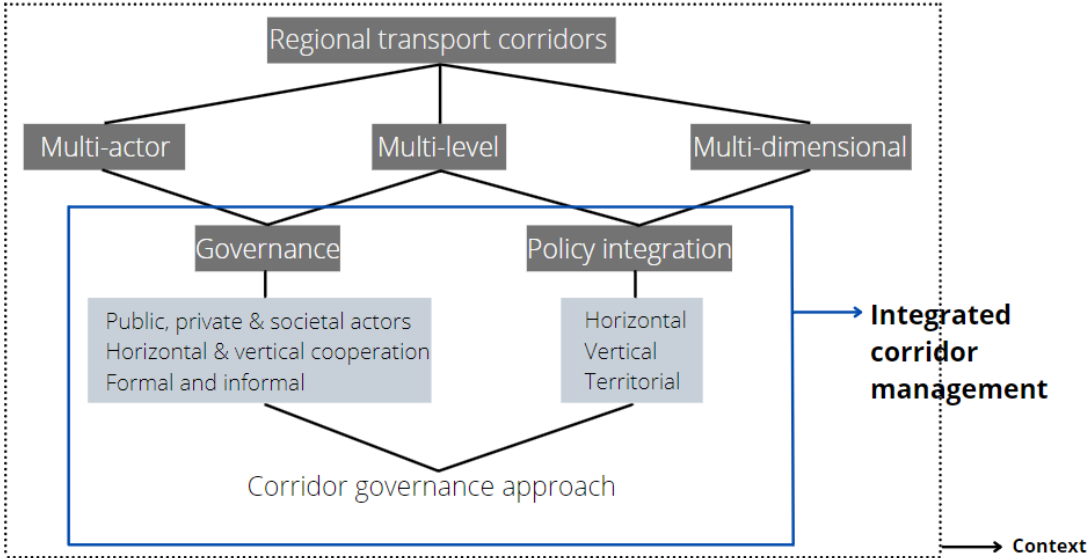 Regional transport corridors
Multi-actor
Multi-level
Multi-dimensional
Governance
Policy integration
Public, private & societal actors
Horizontal & vertical cooperation
Formal and informal
Horizontal
Vertical
Territorial
Integrated
corridor
management
Corridor governance approach
Context